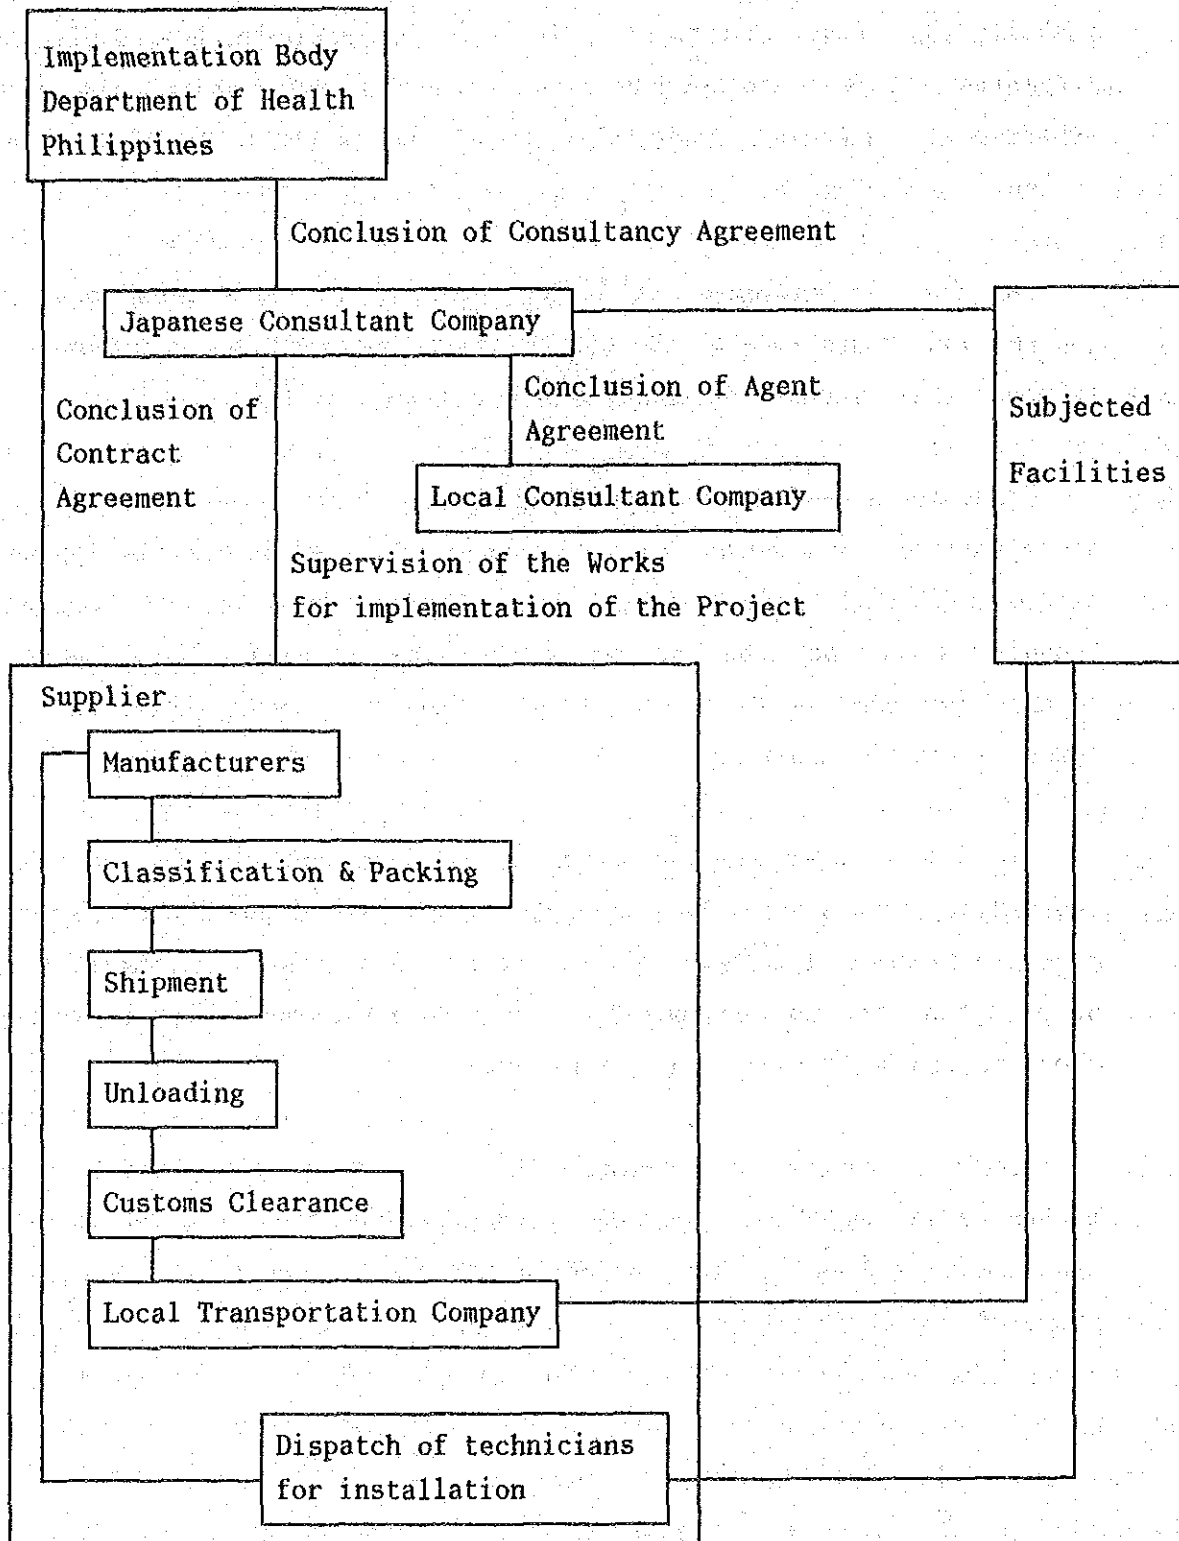 Implementation Body
Department of Health
Philippines
Conclusion of Consultancy Agreement
Japanese Consultant Company
Conclusion of Agent
Agreement
Conclusion of
Contract
Agreement
Subjected
Facilities
Local Consultant Company
Supervision of the Works
for implementation of the Project
Supplier
Manufacturers
Classification & Packing
Shipment
Unloading
Customs Clearance
Local Transportation Company
Dispatch of technicians
for installation